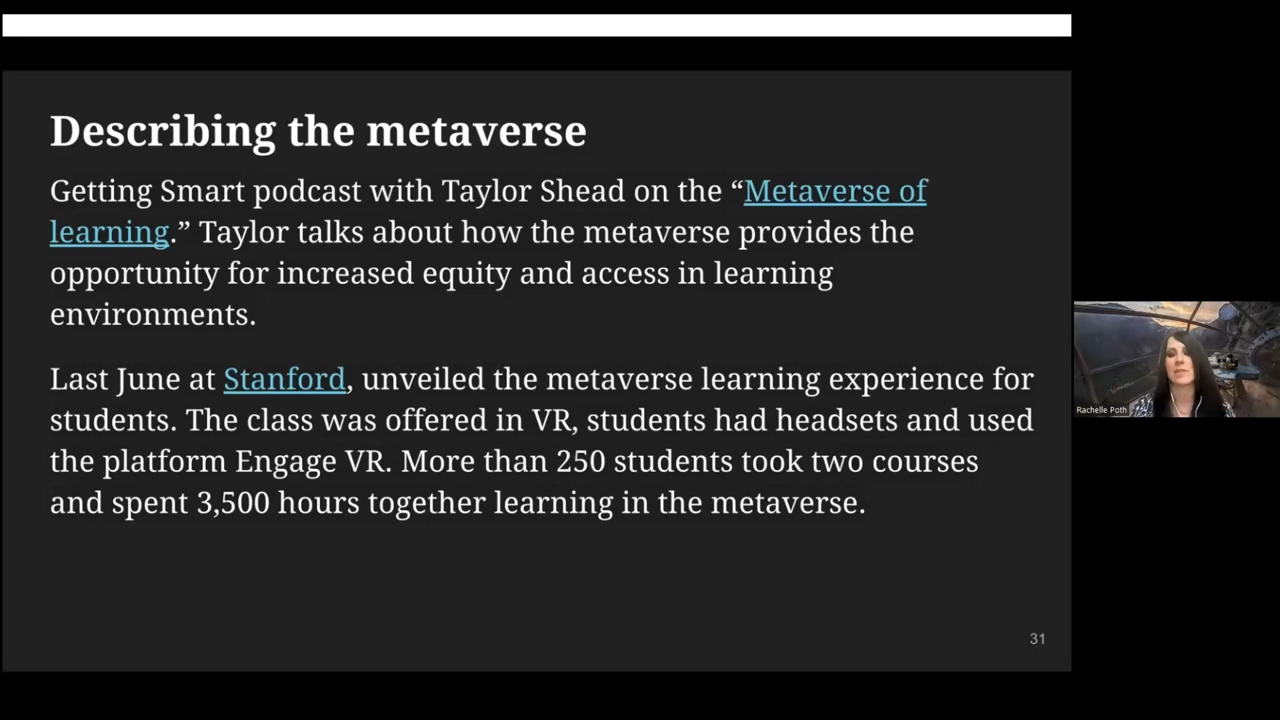 Describing the metaverse
Getting Smart podcast with Taylor Shead on the “Metaverse of
learning.” Taylor talks about how the metaverse provides the
opportunity for increased equity and access in learning
environments.
Last June at Stanford, unveiled the metaverse learning experience for
students. The class was offered in VR, students had headsets and used
the platform Engage VR. More than 250 students took two courses
and spent 3,500 hours together learning in the metaverse.
31
Rachelle Poth